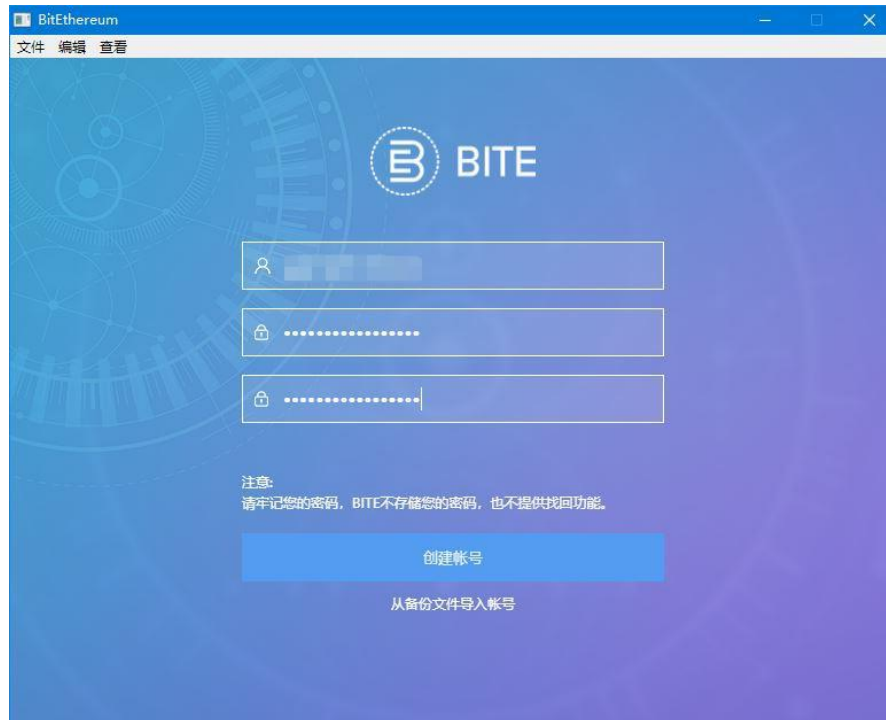 BitEthereum
文件 编辑 查看
BITE
注意:
请牢记您的密码，BITE不存储您的密码，也不提供找回功能。
创建帐号
从备份文件导入帐号